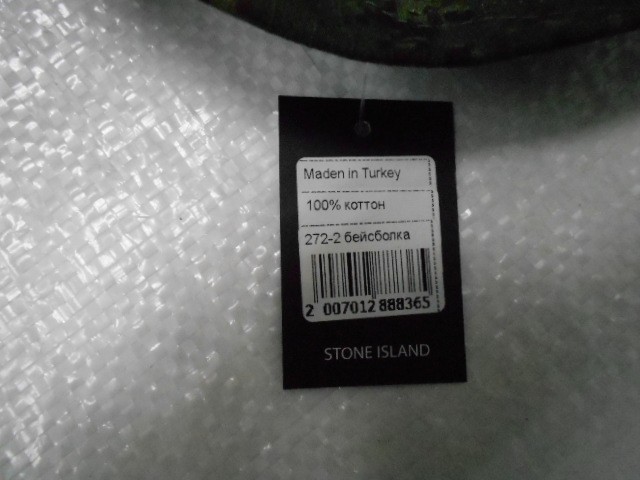 Maden in Turkey
100% коттон
272-2 бейсболка
2 007012 888365
STONE ISLAND